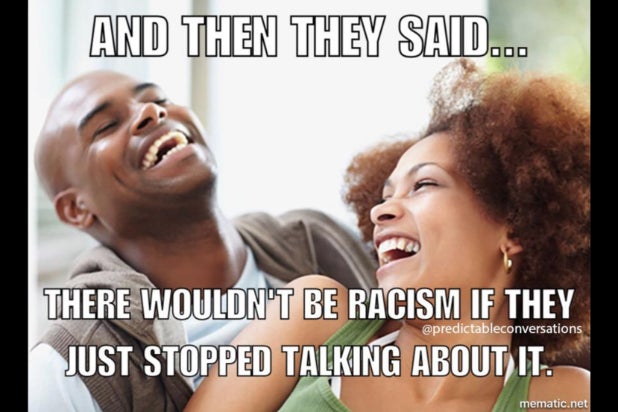 AND THEN THEY SAID...
THERE WOULDN'T BE RACISM IF THEY
@predictableconversations
JUST STOPPED TALKING ABOUT IT.
mematic.net